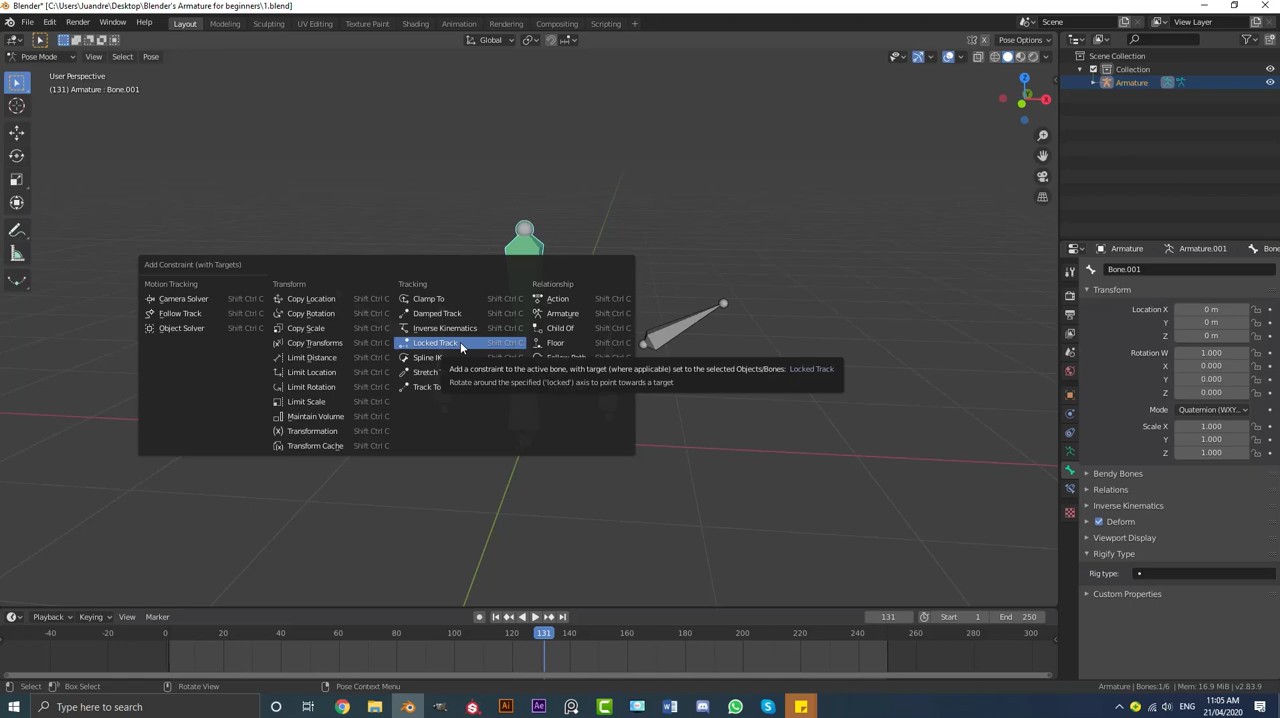 Blender* [C:\Users\Juandre\Desktop\Blender's Armature for beginners\1.blend]
File Edit Render Window Help Layout Modeling Sculpting UV Editing Texture Paint Shading Animation Rendering Compositing Scripting + Scene View Layer
Global Pose Options
Pose Mode View Select Pose
User Perspective
(131) Armature : Bone.001
Scene Collection
Collection
Armature
Z
X
Y
Add Constraint (with Targets)
Motion Tracking Transform Tracking Relationship
Camera Solver Shift Ctrl C Copy Location Shift Ctrl C Clamp To Shift Ctrl C Action Shift Ctrl C
Follow Track Shift Ctrl C Copy Rotation Shift Ctrl C Damped Track Shift Ctrl C Armature Shift Ctrl C
Object Solver Shift Ctrl C Copy Scale Shift Ctrl C Inverse Kinematics Shift Ctrl C Child Of Shift Ctrl C
Copy Transforms Shift Ctrl C Locked Track Shift Ctrl C Floor Shift Ctrl C
Limit Distance Shift Ctrl C Spline IK
Limit Location Shift Ctrl C Stretch
Limit Rotation Shift Ctrl C Track To
Limit Scale Shift Ctrl C
Maintain Volume Shift Ctrl C
Transformation Shift Ctrl C
Transform Cache Shift Ctrl C
Add a constraint to the active bone, with target (where applicable) set to the selected Objects/Bones: Locked Track
Rotate around the specified ('locked') axis to point towards a target
Armature Armature.001 Bone
Bone.001
Transform
Location X 0 m
Y 0 m
Z 0 m
Rotation W 1.000
X 0.000
Y 0.000
Z 0.000
Mode Quaternion (WXY...
Scale X 1.000
Y 1.000
Z 1.000
Bendy Bones
Relations
Inverse Kinematics
Deform
Viewport Display
Rigify Type
Rig type:
Custom Properties
Playback Keying View Marker 131 Start 1 End 250
-40 -20 0 20 40 60 80 100 120 131 140 160 180 200 220 240 260 280 300
Select Box Select Rotate View Pose Context Menu Armature | Bones:1/6 | Mem: 16.9 MiB | v2.83.9
Type here to search
11:05 AM
21/04/2020